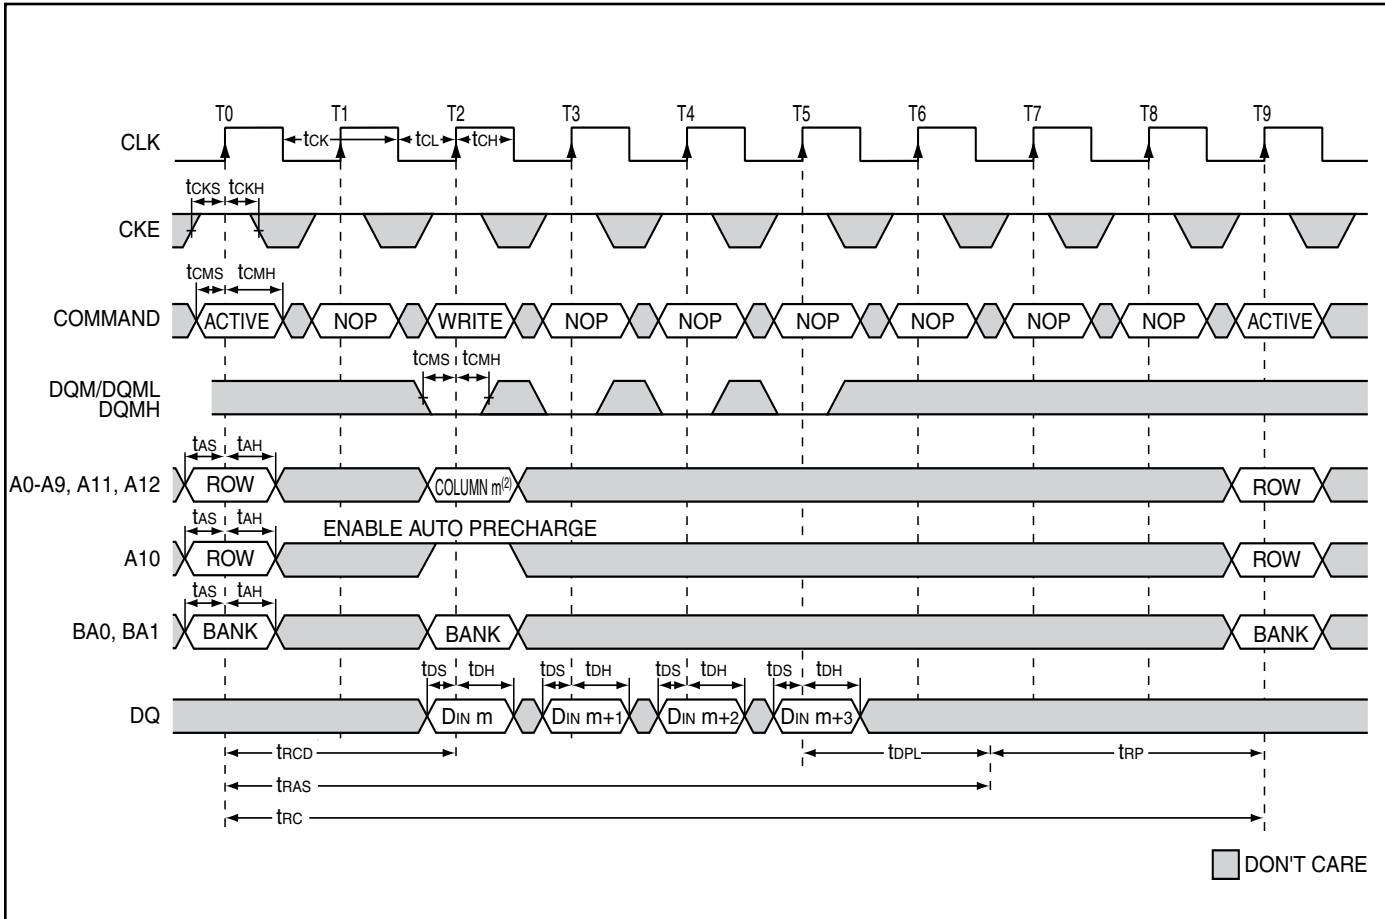 T0 T1 T2 T3 T4 T5 T6 T7 T8 T9
CLK tCK tCL tCH
tCKS tCKH
CKE
tCMS tCMH
COMMAND ACTIVE NOP WRITE NOP NOP NOP NOP NOP NOP ACTIVE
tCMS tCMH
DQM/DQML
DQMH
tAS tAH
A0-A9, A11, A12 ROW COLUMN m(2) ROW
tAS tAH ENABLE AUTO PRECHARGE
A10 ROW ROW
tAS tAH
BA0, BA1 BANK BANK BANK
tDS tDH tDS tDH tDS tDH tDS tDH
DQ DIN m DIN m+1 DIN m+2 DIN m+3
tRCD tDPL tRP
tRAS
tRC
DON'T CARE